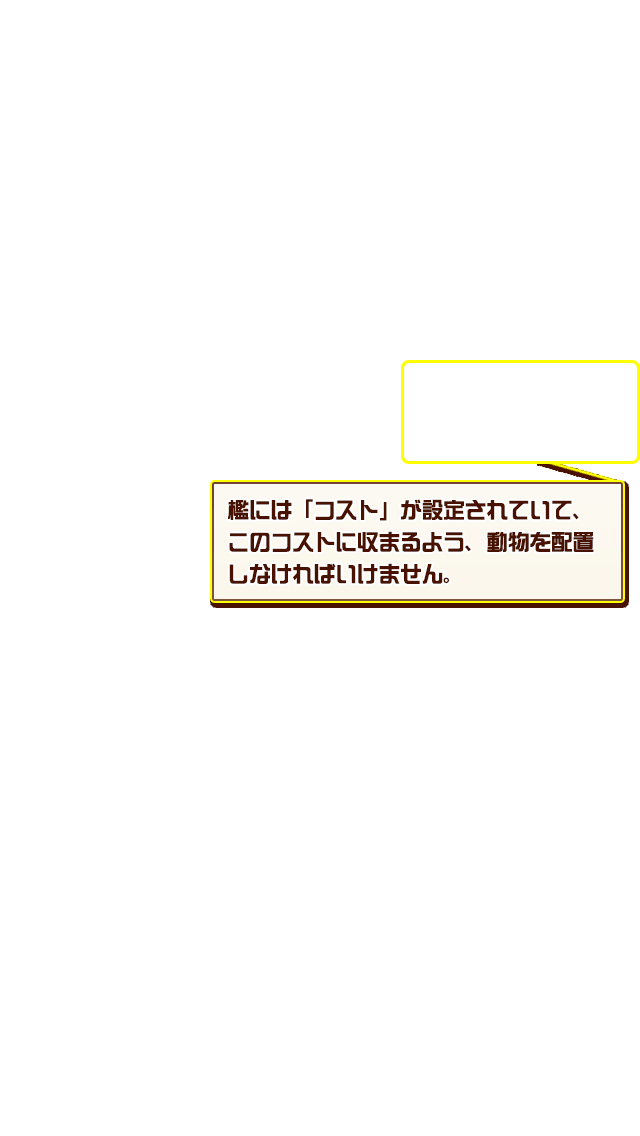 檻には「コスト」が設定されていて、
このコストに収まるよう、動物を配置
しなければいけません。